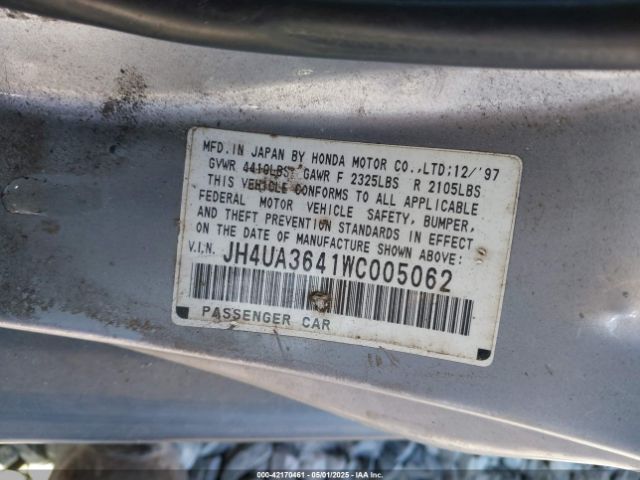 MFD.IN JAPAN BY HONDA MOTOR CO.,LTD;12/'97
GVWR 4410LBS GAWR F 2325LBS R 2105LBS
THIS VEHICLE CONFORMS TO ALL APPLICABLE
FEDERAL MOTOR VEHICLE SAFETY, BUMPER,
AND THEFT PREVENTION STANDARDS IN EFFECT
ON THE DATE OF MANUFACTURE SHOWN ABOVE:
V.I.N. JH4UA3641WC005062
PASSENGER CAR
000-42170461 - 05/01/2025 - IAAI.COM